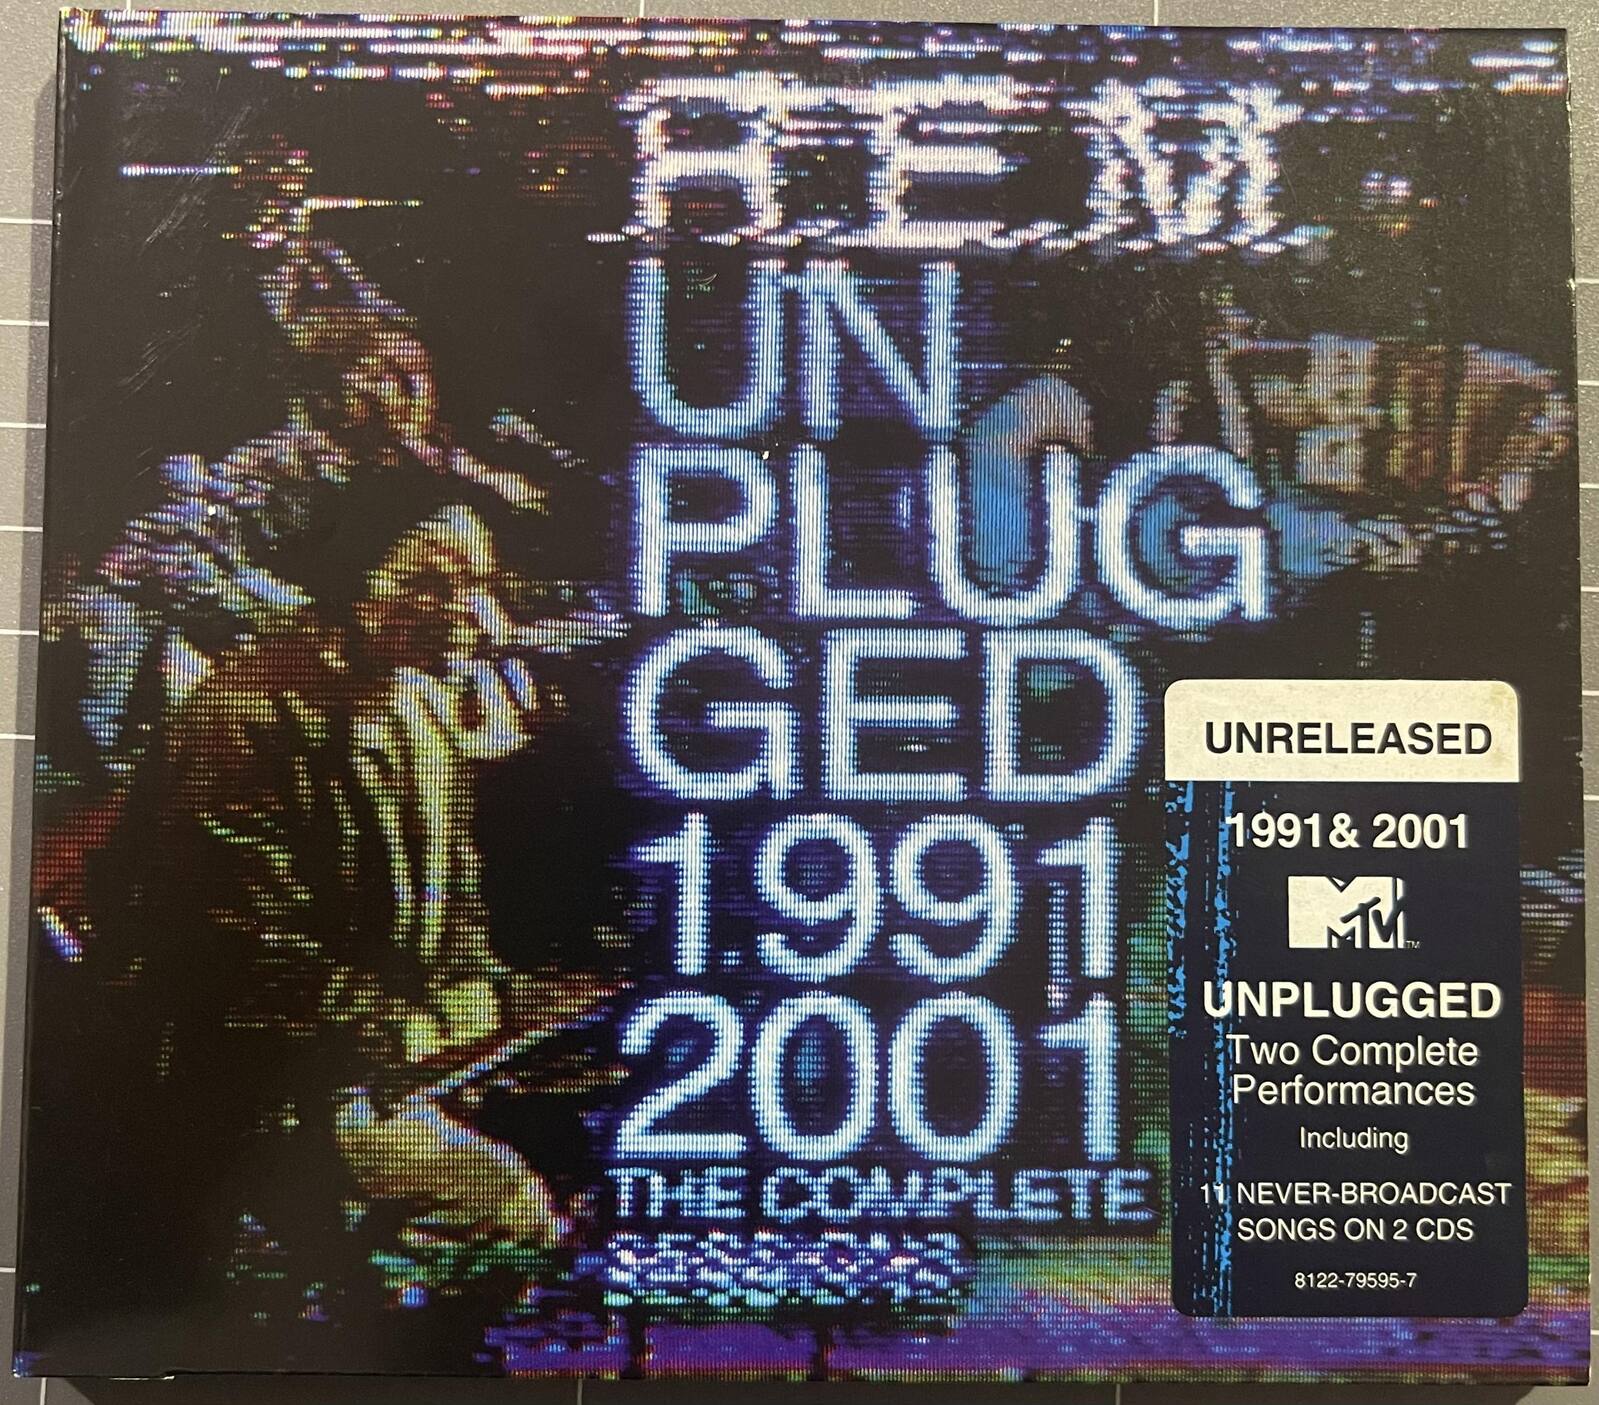 R.E.M.
UN
PLUG
GED
1991
2001
THE COMPLETE
SESSIONS
UNRELEASED
1991& 2001
MTV
TM
UNPLUGGED
Two Complete
Performances
Including
11 NEVER-BROADCAST
SONGS ON 2 CDS
8122-79595-7